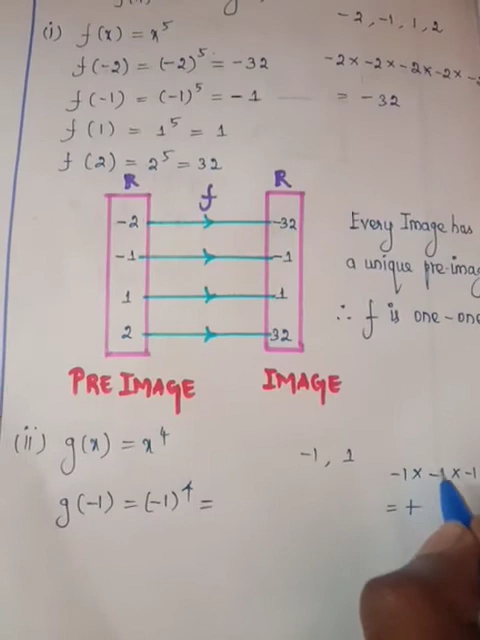 -2, -1, 1, 2
(i) f(x) = x⁵
f(-2) = (-2)⁵ = -32
-2 x -2 x -2 x -2 x -2
= -32
f(-1) = (-1)⁵ = -1
f(1) = 1⁵ = 1
f(2) = 2⁵ = 32
R f R
-2 -32
-1 -1
1 1
2 32
Every Image has
a unique pre-imag
∴ f is one-one
PRE IMAGE IMAGE
(ii) g(x) = x⁴
-1, 1
-1 x -1 x -1
g(-1) = (-1)⁴ =
= +